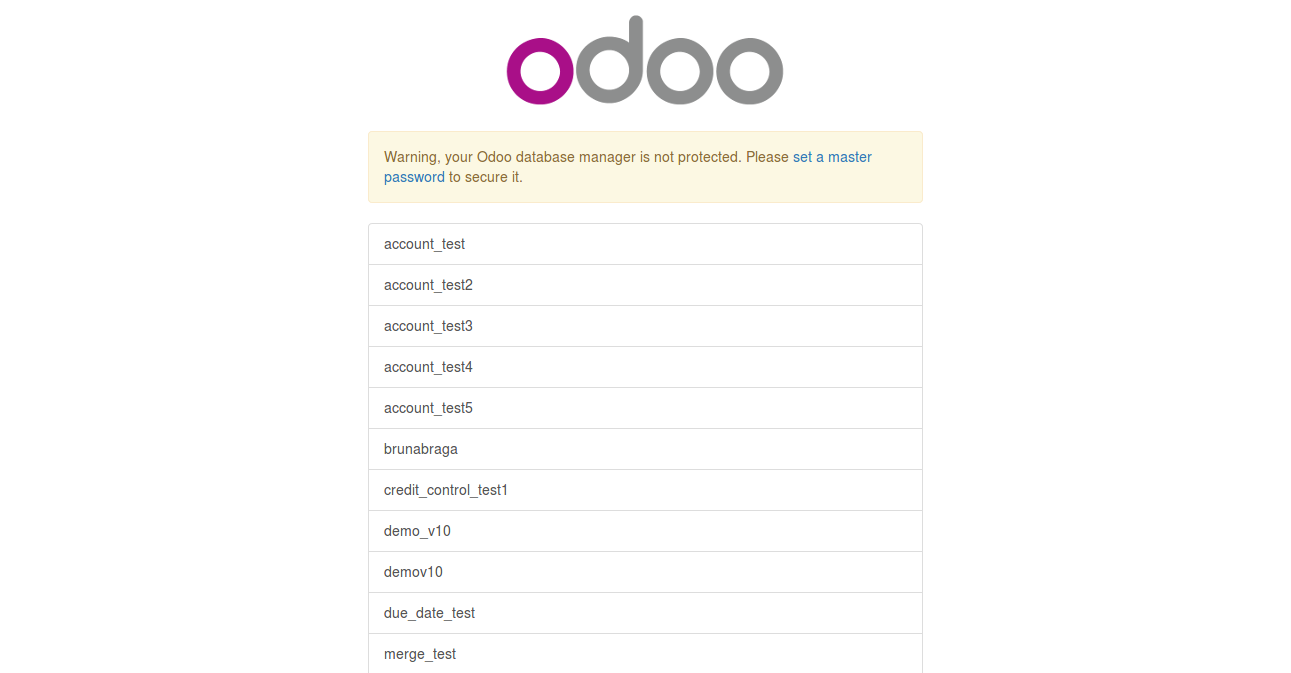 odoo
Warning, your Odoo database manager is not protected. Please set a master
password to secure it.
account_test
account_test2
account_test3
account_test4
account_test5
brunabraga
credit_control_test1
demo_v10
demov10
due_date_test
merge_test